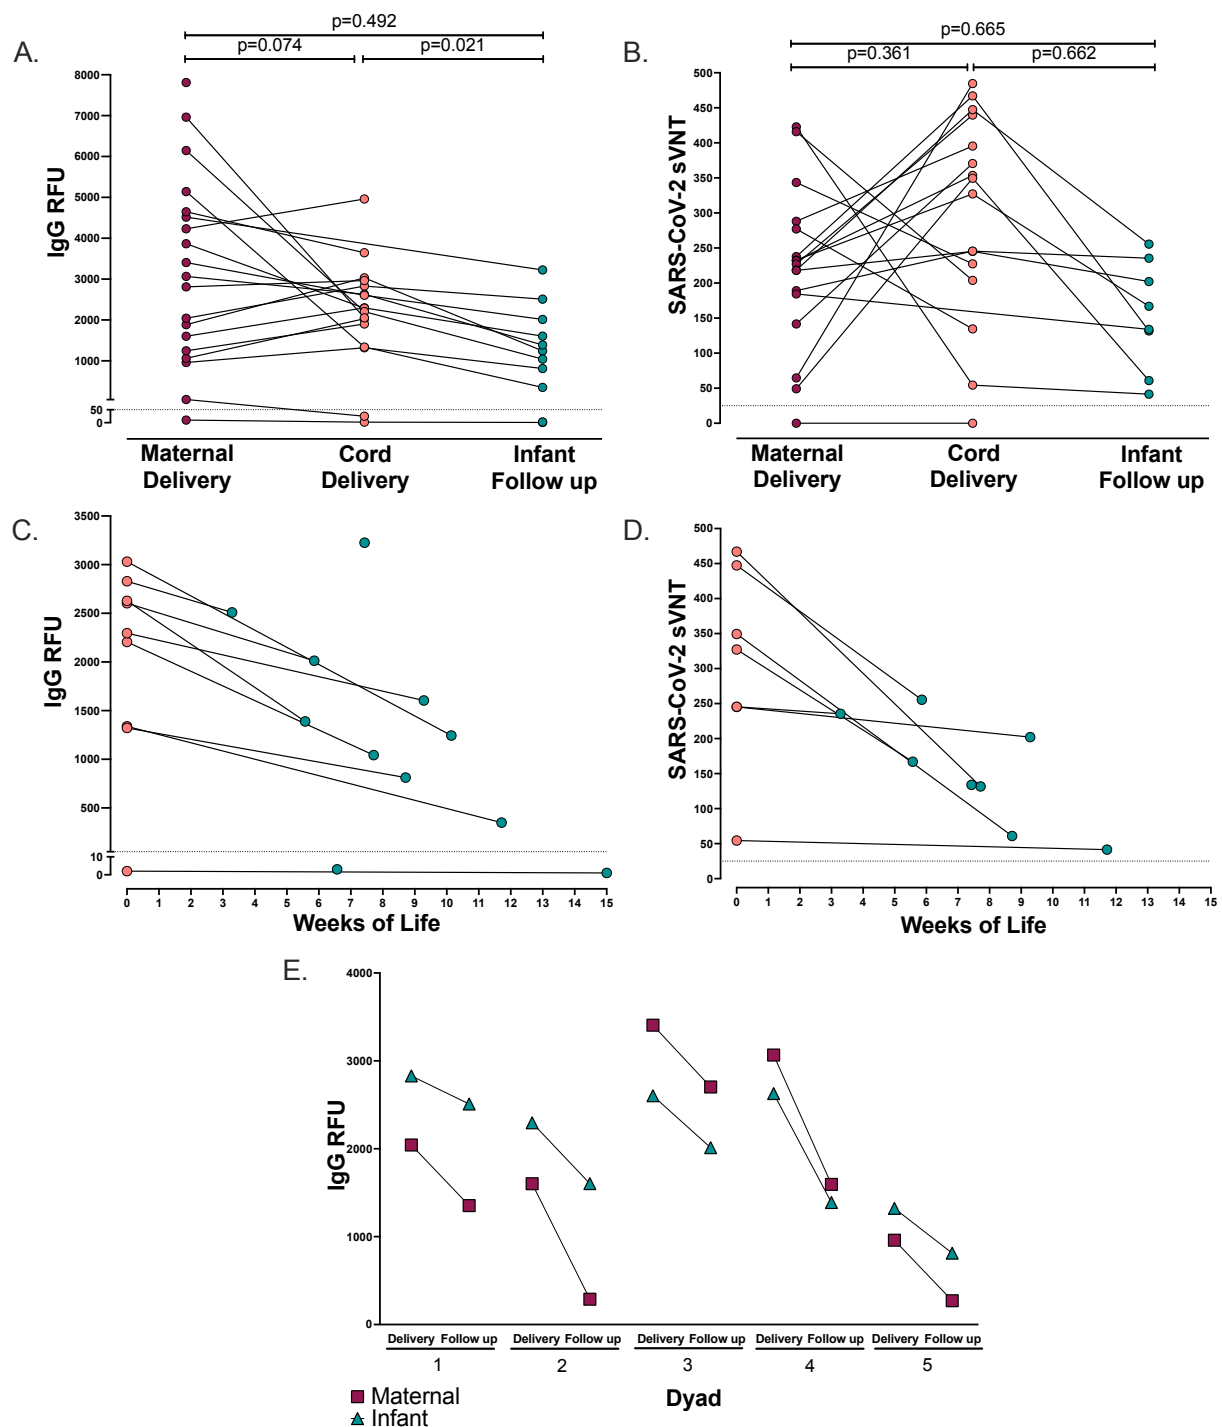 A.
p=0.492
p=0.074
p=0.021
IgG RFU
8000
7000
6000
5000
4000
3000
2000
1000
50
0
Maternal Delivery
Cord Delivery
Infant Follow up
B.
p=0.665
p=0.361
p=0.662
SARS-CoV-2 sVNT
500
450
400
350
300
250
200
150
100
50
0
Maternal Delivery
Cord Delivery
Infant Follow up
C.
IgG RFU
3500
3000
2500
2000
1500
1000
500
10
0
0 1 2 3 4 5 6 7 8 9 10 11 12 13 14 15
Weeks of Life
D.
SARS-CoV-2 sVNT
500
450
400
350
300
250
200
150
100
50
0
0 1 2 3 4 5 6 7 8 9 10 11 12 13 14 15
Weeks of Life
E.
IgG RFU
4000
3000
2000
1000
0
Delivery Follow up Delivery Follow up Delivery Follow up Delivery Follow up Delivery Follow up
1 2 3 4 5
Dyad
Maternal
Infant